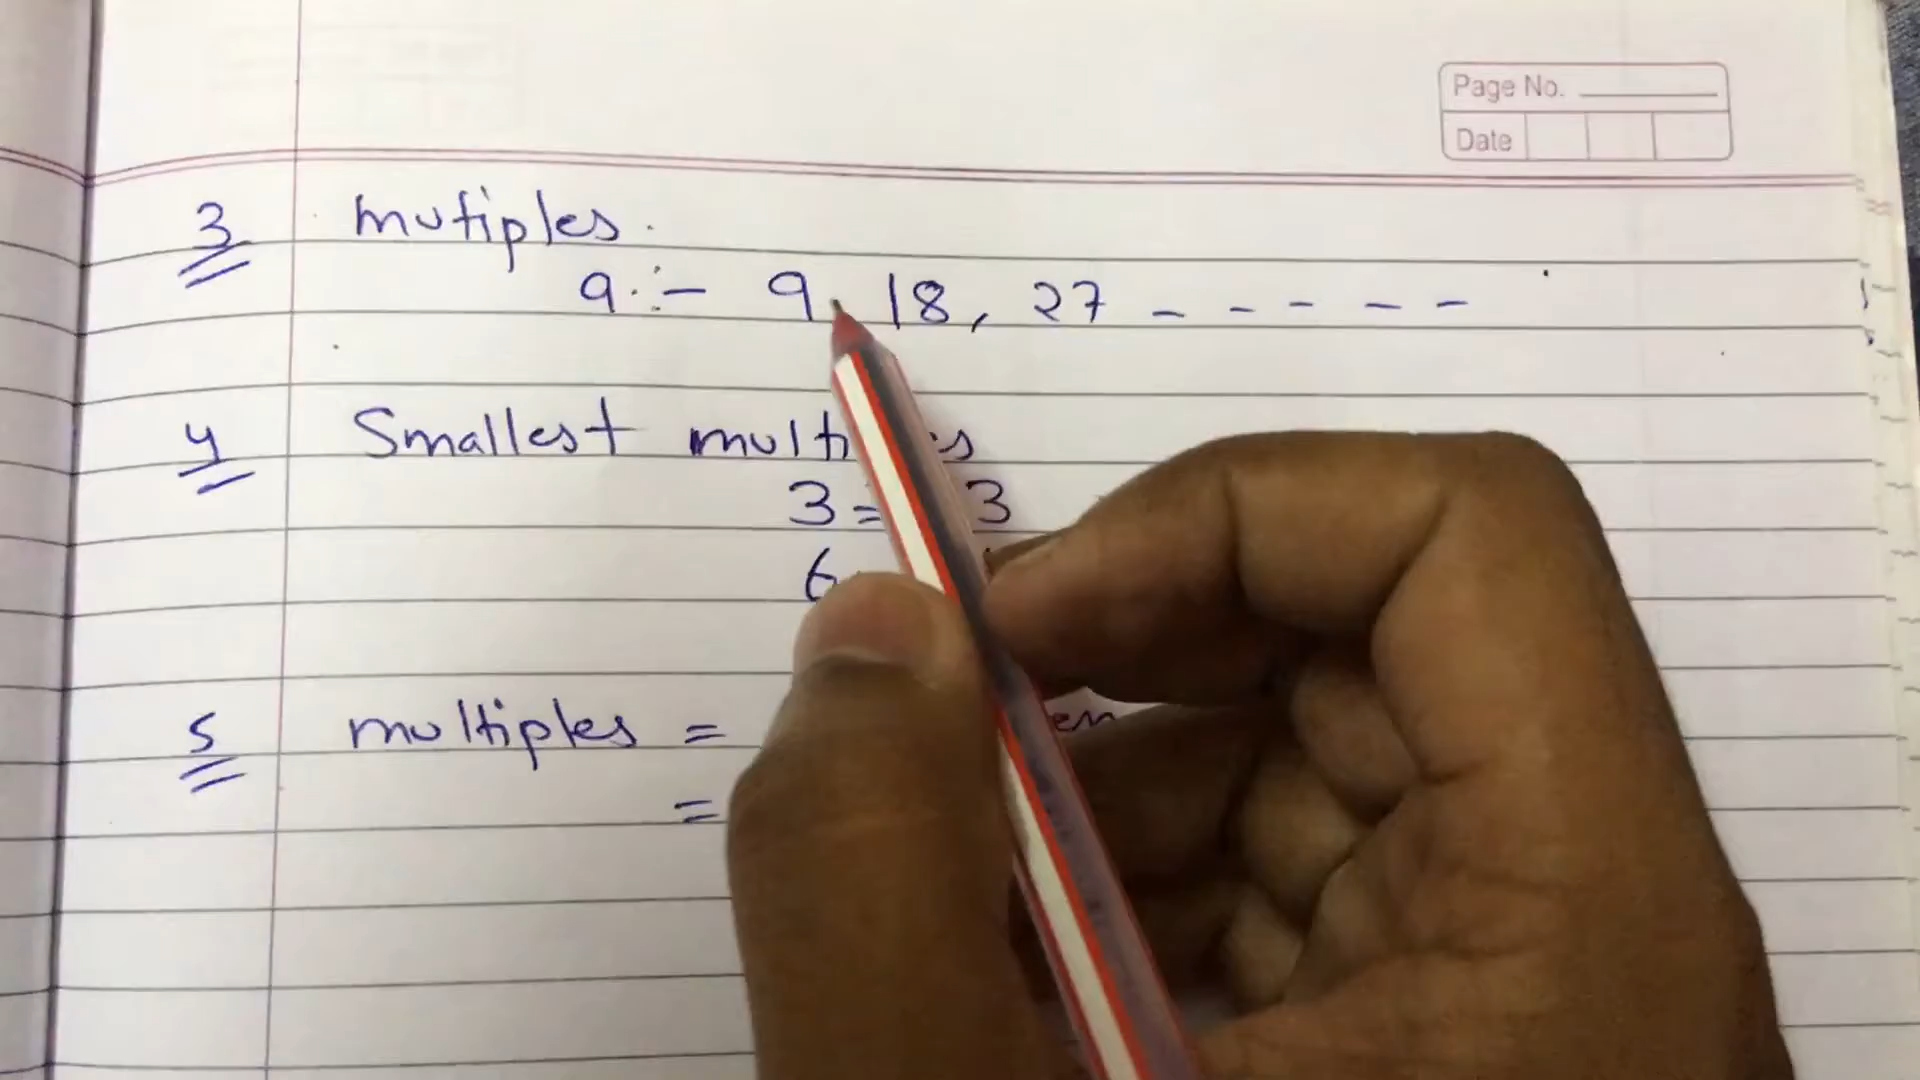 Page No.
Date
3 mutiples.
9:- 9, 18, 27 - - - - -
4 Smallest
3 = 3
6
5 multiples =
=